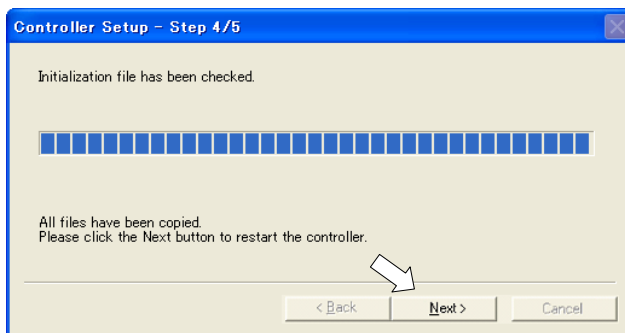 Controller Setup - Step 4/5
Initialization file has been checked.
All files have been copied.
Please click the Next button to restart the controller.
< Back
Next >
Cancel